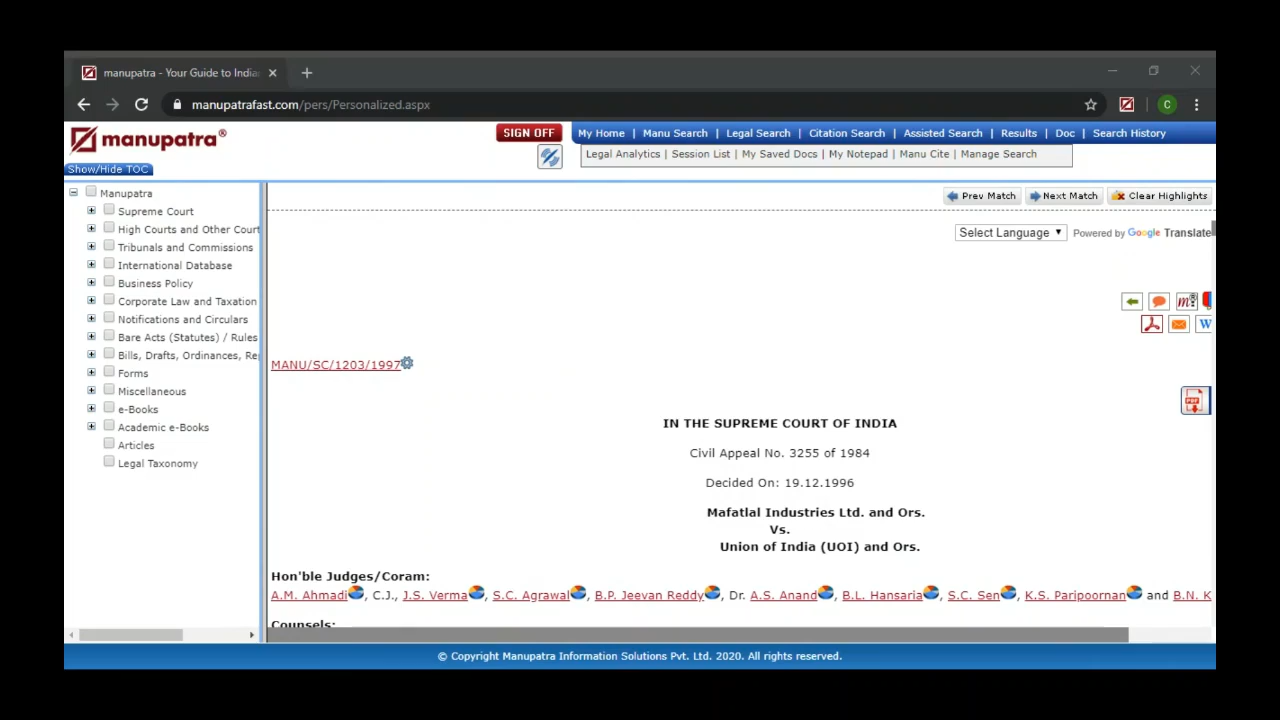 manupatra - Your Guide to India
manupatrafast.com/pers/Personalized.aspx
C
manupatra®
SIGN OFF
My Home | Manu Search | Legal Search | Citation Search | Assisted Search | Results | Doc | Search History
Legal Analytics | Session List | My Saved Docs | My Notepad | Manu Cite | Manage Search
Show/Hide TOC
Manupatra
Supreme Court
High Courts and Other Court
Tribunals and Commissions
International Database
Business Policy
Corporate Law and Taxation
Notifications and Circulars
Bare Acts (Statutes) / Rules
Bills, Drafts, Ordinances, Re
Forms
Miscellaneous
e-Books
Academic e-Books
Articles
Legal Taxonomy
Prev Match Next Match Clear Highlights
Select Language ▼ Powered by Google Translate
MANU/SC/1203/1997
PDF
IN THE SUPREME COURT OF INDIA
Civil Appeal No. 3255 of 1984
Decided On: 19.12.1996
Mafatlal Industries Ltd. and Ors.
Vs.
Union of India (UOI) and Ors.
Hon'ble Judges/Coram:
A.M. Ahmadi, C.J., J.S. Verma, S.C. Agrawal, B.P. Jeevan Reddy, Dr. A.S. Anand, B.L. Hansaria, S.C. Sen, K.S. Paripoornan and B.N. K
Counsels:
© Copyright Manupatra Information Solutions Pvt. Ltd. 2020. All rights reserved.